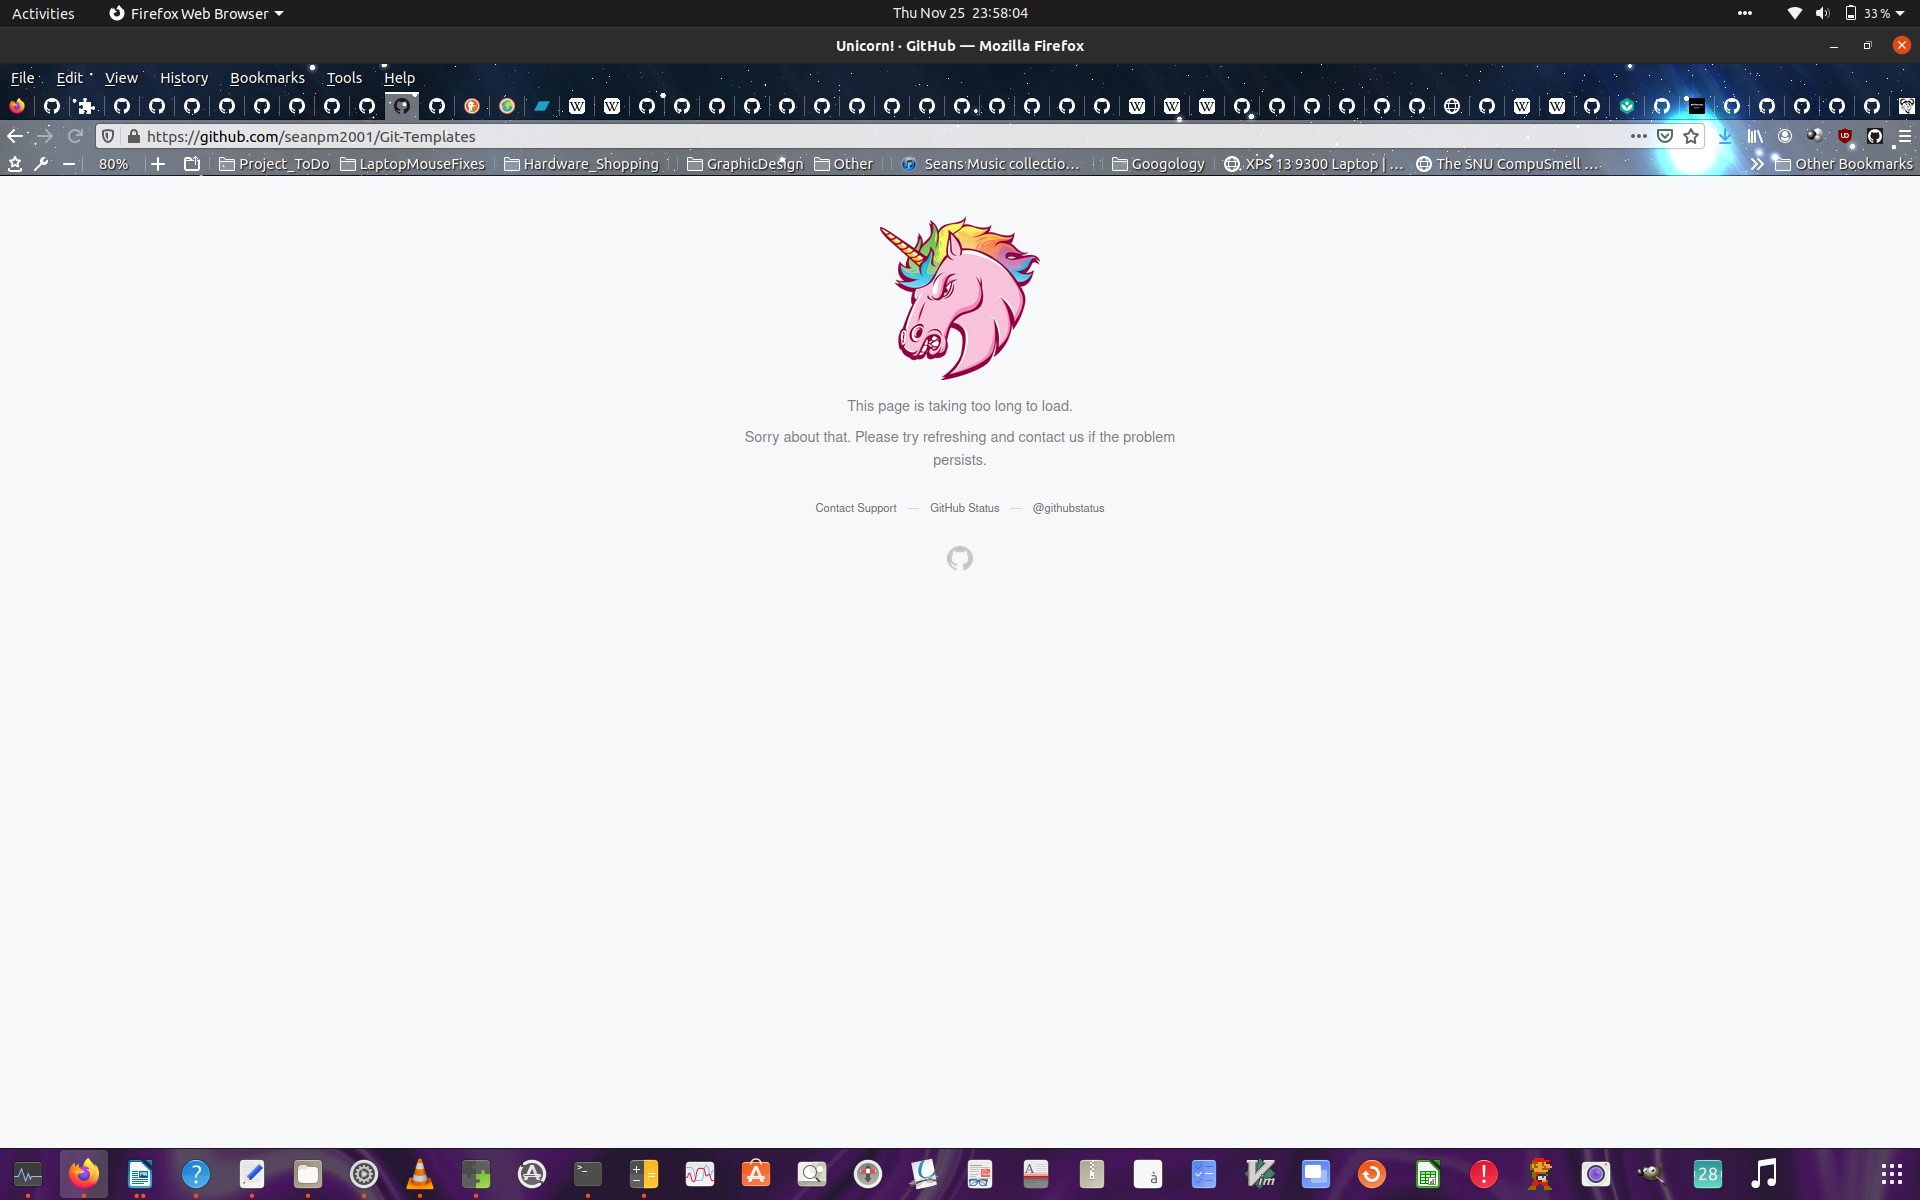 Activities Firefox Web Browser Thu Nov 25 23:58:04 33 %
Unicorn! · GitHub — Mozilla Firefox
File Edit View History Bookmarks Tools Help
https://github.com/seanpm2001/Git-Templates
80% Project_ToDo LaptopMouseFixes Hardware_Shopping GraphicDesign Other Seans Music collectio… Googology XPS 13 9300 Laptop | … The SNU CompuSmell … Other Bookmarks
This page is taking too long to load.
Sorry about that. Please try refreshing and contact us if the problem
persists.
Contact Support — GitHub Status — @githubstatus
28